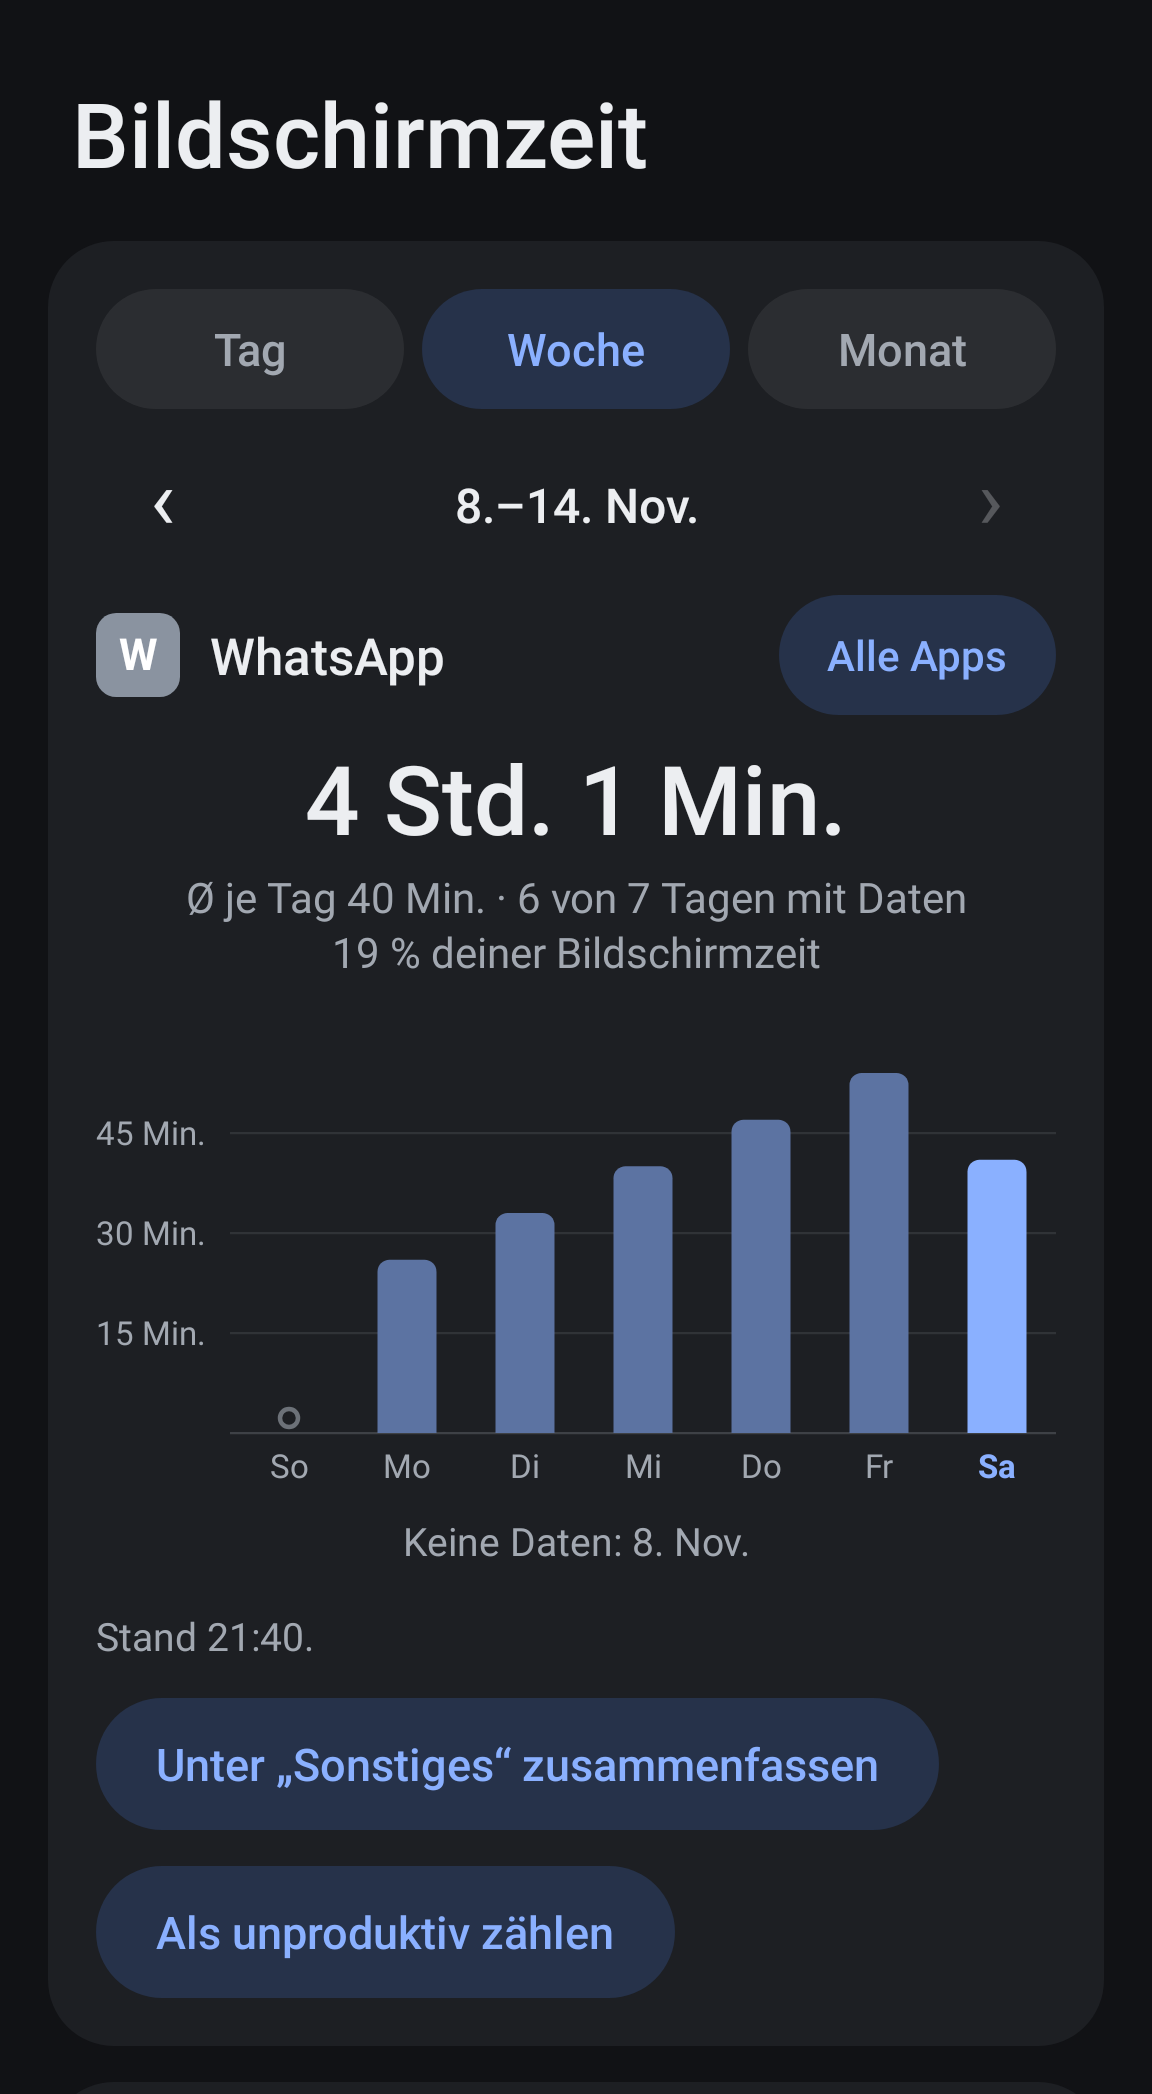 Bildschirmzeit
Tag Woche Monat
‹ 8.–14. Nov. ›
W WhatsApp Alle Apps
4 Std. 1 Min.
Ø je Tag 40 Min. · 6 von 7 Tagen mit Daten
19 % deiner Bildschirmzeit
45 Min.
30 Min.
15 Min.
So Mo Di Mi Do Fr Sa
Keine Daten: 8. Nov.
Stand 21:40.
Unter „Sonstiges“ zusammenfassen
Als unproduktiv zählen